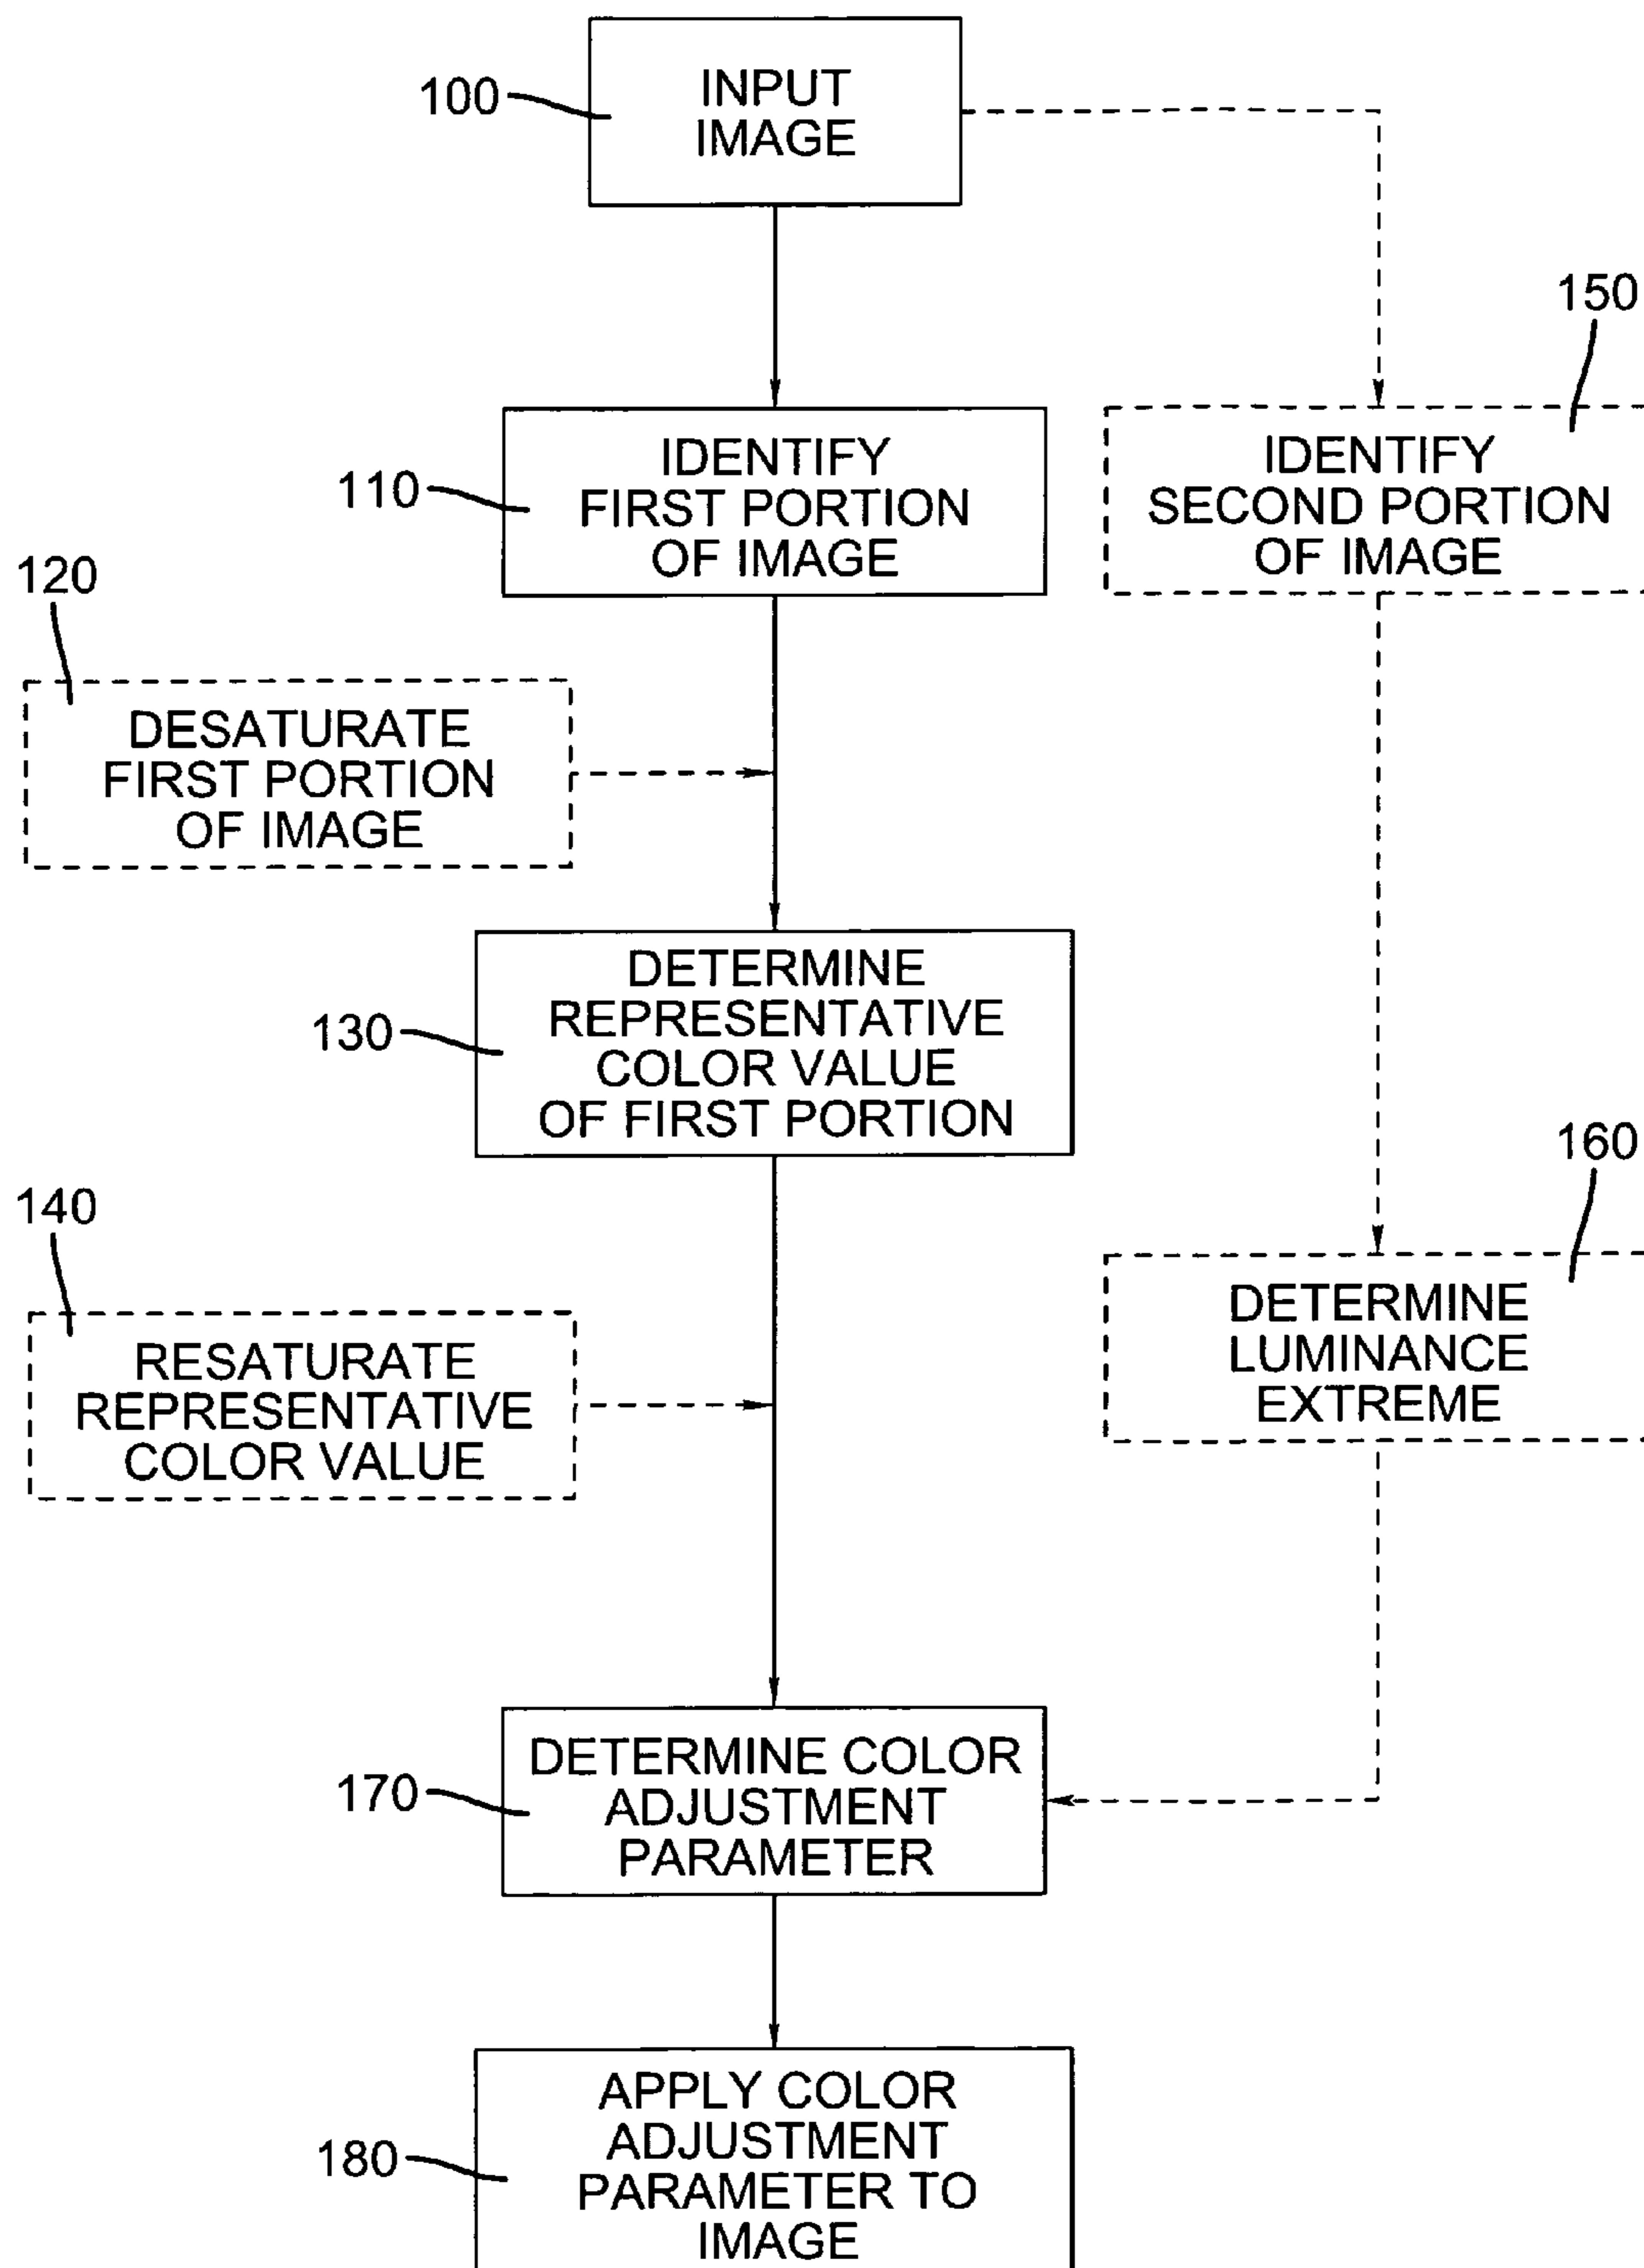 100
INPUT
IMAGE
150
110
IDENTIFY
FIRST PORTION
OF IMAGE
IDENTIFY
SECOND PORTION
OF IMAGE
120
DESATURATE
FIRST PORTION
OF IMAGE
130
DETERMINE
REPRESENTATIVE
COLOR VALUE
OF FIRST PORTION
160
140
RESATURATE
REPRESENTATIVE
COLOR VALUE
DETERMINE
LUMINANCE
EXTREME
170
DETERMINE COLOR
ADJUSTMENT
PARAMETER
180
APPLY COLOR
ADJUSTMENT
PARAMETER TO
IMAGE